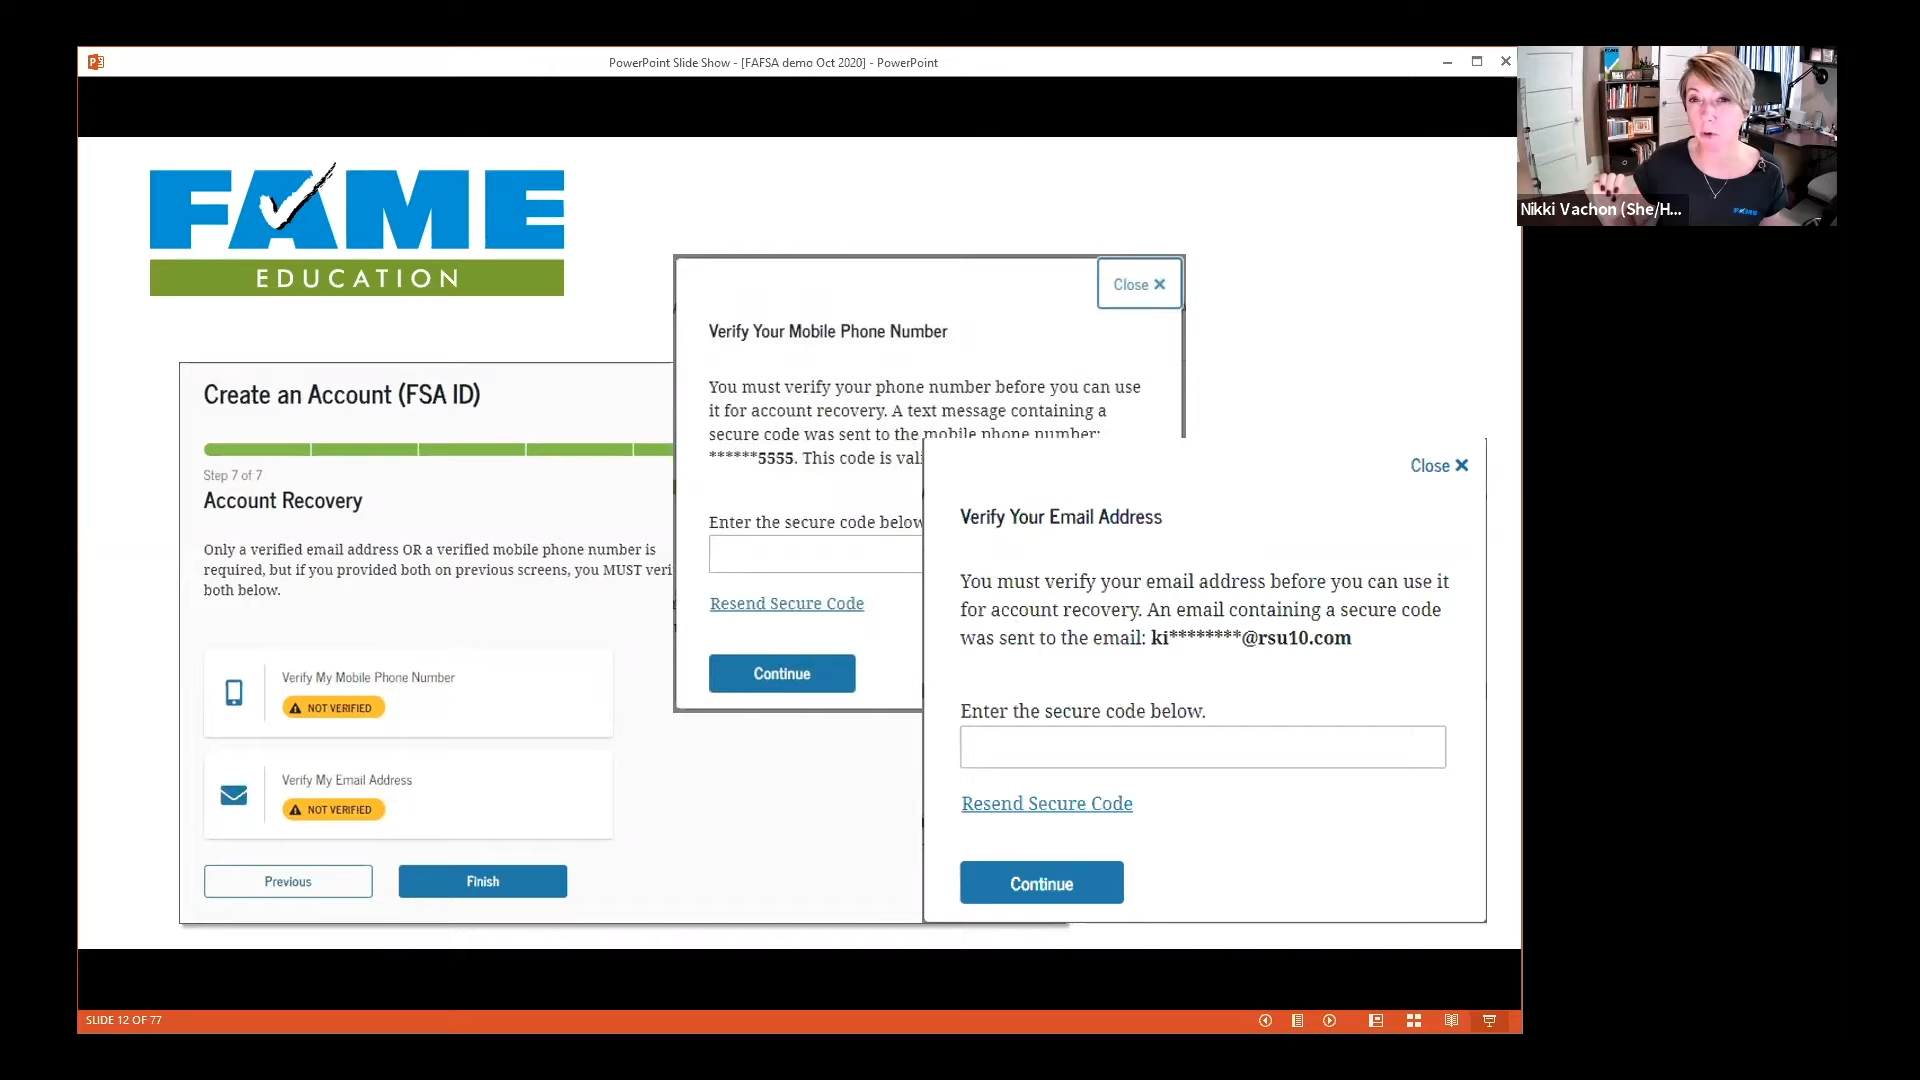 PowerPoint Slide Show - [FAFSA demo Oct 2020] - PowerPoint
FAME
EDUCATION
Nikki Vachon (She/H...
Create an Account (FSA ID)
Step 7 of 7
Account Recovery
Only a verified email address OR a verified mobile phone number is
required, but if you provided both on previous screens, you MUST veri
both below.
Verify My Mobile Phone Number
NOT VERIFIED
Verify My Email Address
NOT VERIFIED
Previous
Finish
Close
Verify Your Mobile Phone Number
You must verify your phone number before you can use
it for account recovery. A text message containing a
secure code was sent to the mobile phone number:
******5555. This code is vali
Enter the secure code below
Resend Secure Code
Continue
Close
Verify Your Email Address
You must verify your email address before you can use it
for account recovery. An email containing a secure code
was sent to the email: ki********@rsu10.com
Enter the secure code below.
Resend Secure Code
Continue
SLIDE 12 OF 77